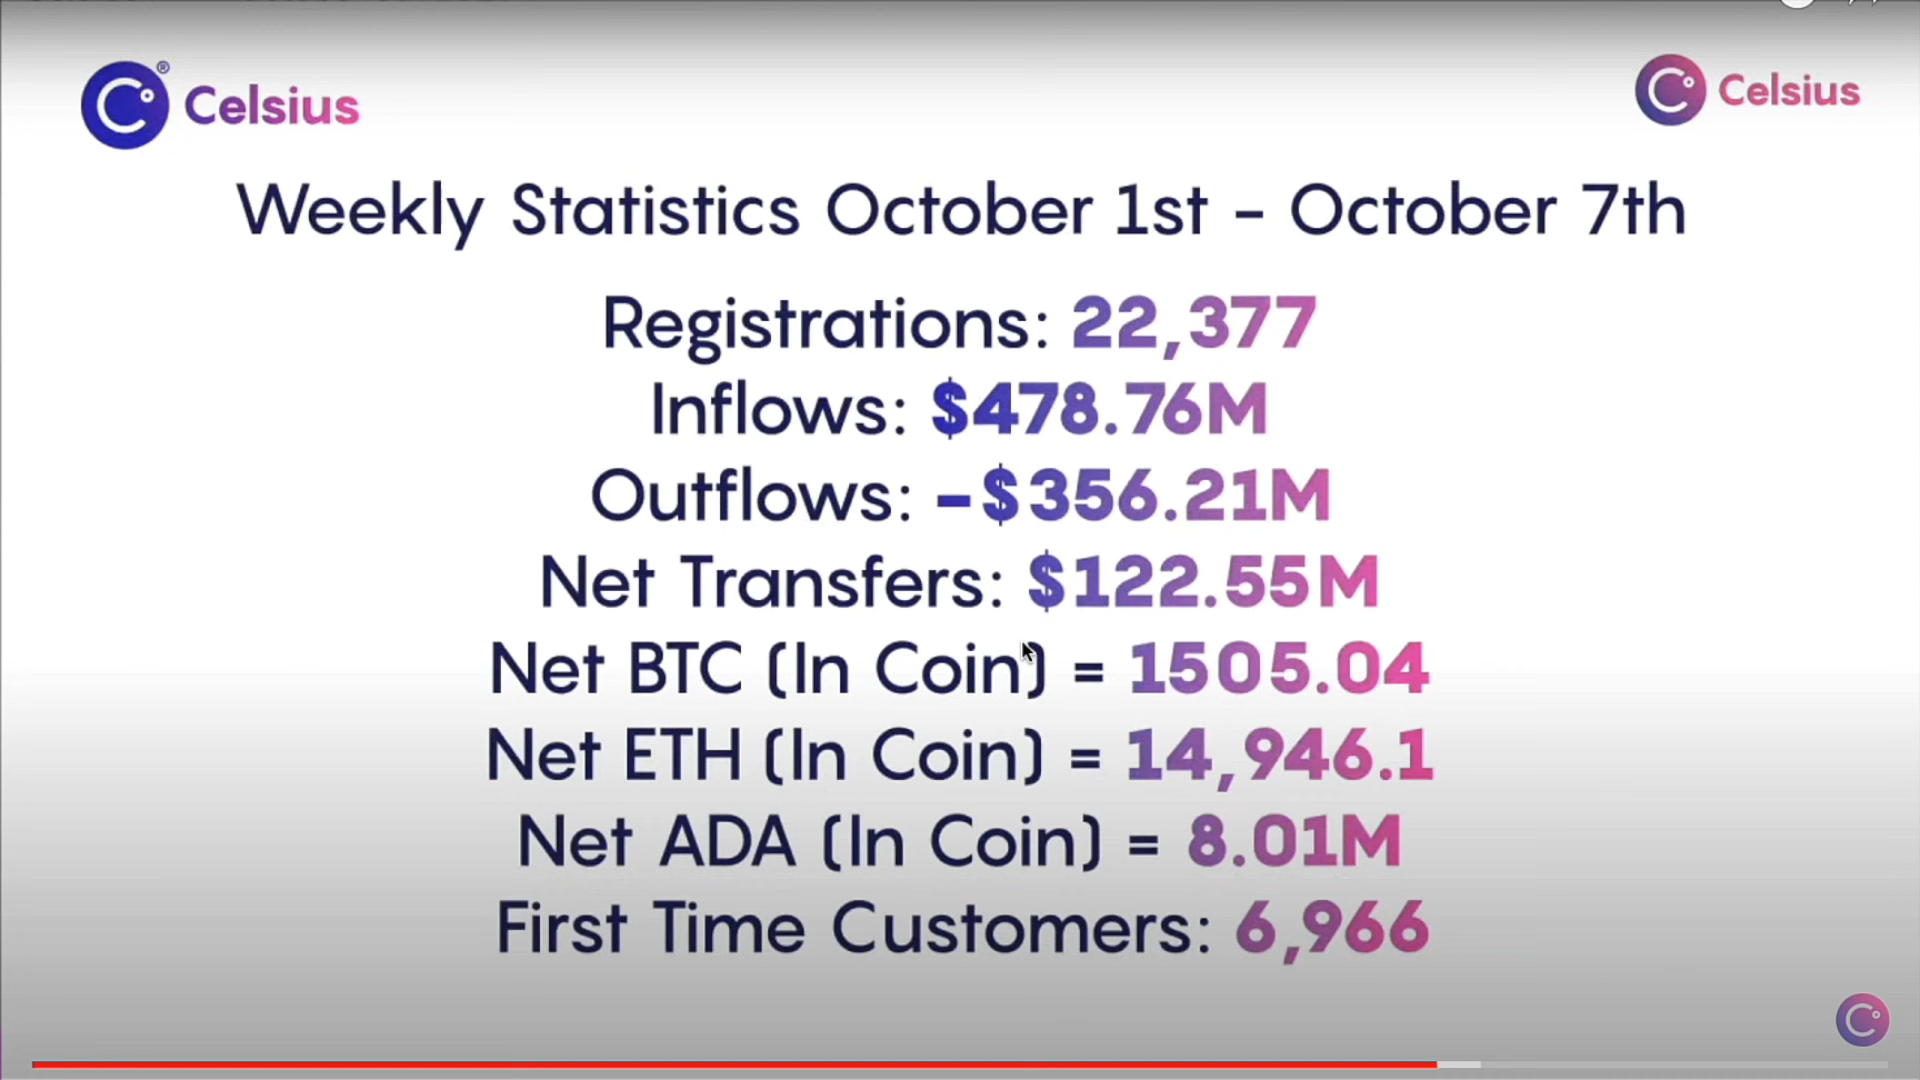 Celsius®
Celsius
Weekly Statistics October 1st - October 7th
Registrations: 22,377
Inflows: $478.76M
Outflows: -$356.21M
Net Transfers: $122.55M
Net BTC (In Coin) = 1505.04
Net ETH (In Coin) = 14,946.1
Net ADA (In Coin) = 8.01M
First Time Customers: 6,966